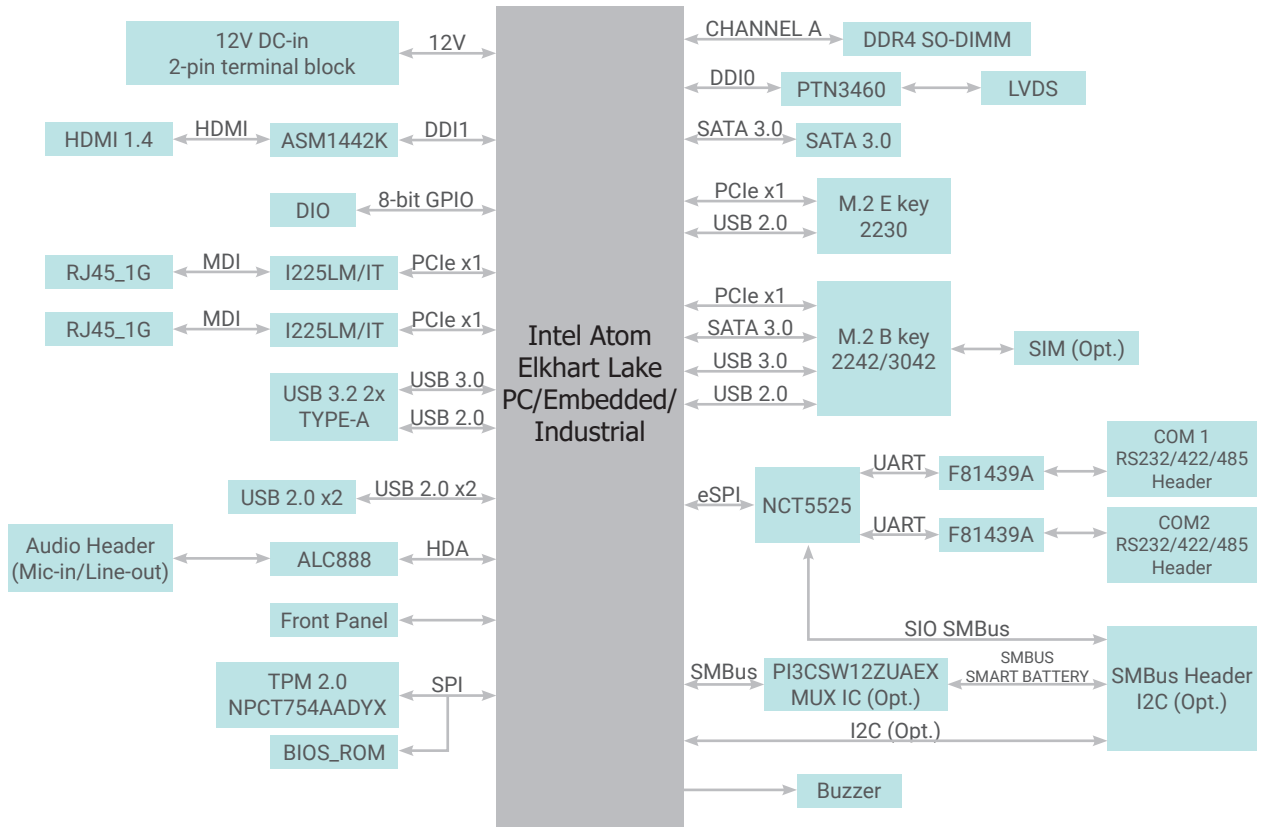 12V DC-in
2-pin terminal block
12V
HDMI 1.4
HDMI
ASM1442K
DDI1
DIO
8-bit GPIO
RJ45_1G
MDI
I225LM/IT
PCIe x1
RJ45_1G
MDI
I225LM/IT
PCIe x1
USB 3.2 2x
TYPE-A
USB 3.0
USB 2.0
USB 2.0 x2
USB 2.0 x2
Audio Header
(Mic-in/Line-out)
ALC888
HDA
Front Panel
TPM 2.0
NPCT754AADYX
SPI
BIOS_ROM
Intel Atom
Elkhart Lake
PC/Embedded/
Industrial
CHANNEL A
DDR4 SO-DIMM
DDI0
PTN3460
LVDS
SATA 3.0
SATA 3.0
PCIe x1
USB 2.0
M.2 E key
2230
PCIe x1
SATA 3.0
USB 3.0
USB 2.0
M.2 B key
2242/3042
SIM (Opt.)
eSPI
NCT5525
UART
F81439A
COM 1
RS232/422/485
Header
UART
F81439A
COM2
RS232/422/485
Header
SIO SMBus
SMBus
PI3CSW12ZUAEX
MUX IC (Opt.)
SMBUS
SMART BATTERY
SMBus Header
I2C (Opt.)
I2C (Opt.)
Buzzer